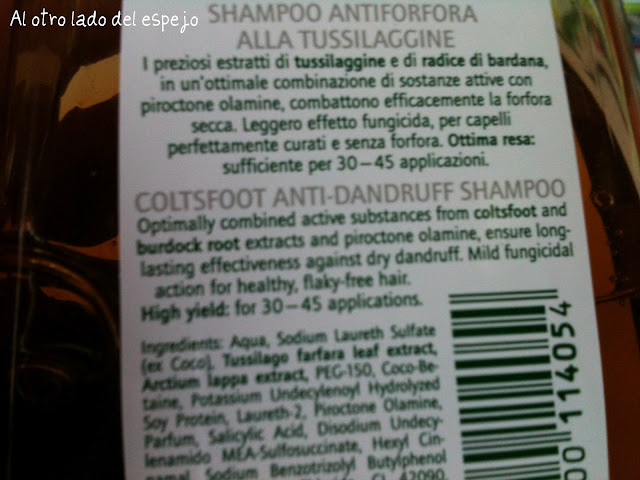 Al otro lado del espejo
SHAMPOO ANTIFORFORA
ALLA TUSSILAGGINE
I preziosi estratti di tussilaggine e di radice di bardana,
in un'ottimale combinazione di sostanze attive con
piroctone olamine, combattono efficacemente la forfora
secca. Leggero effetto fungicida, per capelli
perfettamente curati e senza forfora. Ottima resa:
sufficiente per 30–45 applicazioni.
COLTSFOOT ANTI-DANDRUFF SHAMPOO
Optimally combined active substances from coltsfoot and
burdock root extracts and piroctone olamine, ensure long-
lasting effectiveness against dry dandruff. Mild fungicidal
action for healthy, flaky-free hair.
High yield: for 30–45 applications.
Ingredients: Aqua, Sodium Laureth Sulfate
(ex Coco), Tussilago farfara leaf extract,
Arctium lappa extract, PEG-150, Coco-Be-
taine, Potassium Undecylenoyl Hydrolyzed
Soy Protein, Laureth-2, Piroctone Olamine,
Parfum, Salicylic Acid, Disodium Undecy-
lenamido MEA-Sulfosuccinate, Hexyl Cin-
namal, Sodium Benzotriazolyl Butylphenol
CI 42090
00 114054